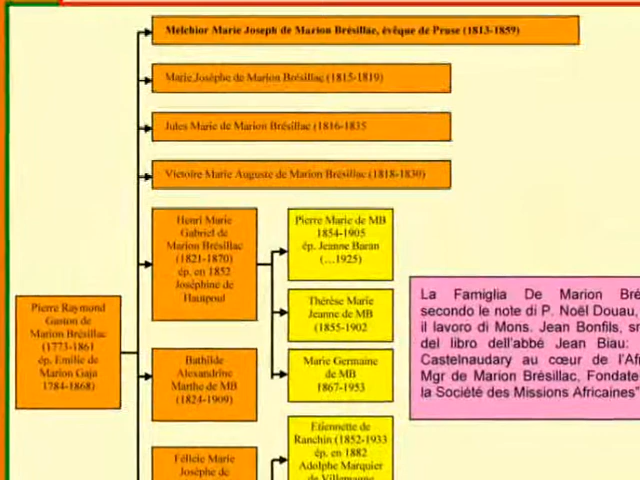 Melchior Marie Joseph de Marion Brésillac, évêque de Pruse (1813-1859)
Marie Josèphe de Marion Brésillac (1815-1819)
Jules Marie de Marion Brésillac (1816-1835
Victoire Marie Auguste de Marion Brésillac (1818-1830)
Henri Marie
Gabriel de
Marion Brésillac
(1821-1870)
ép. en 1852
Joséphine de
Hautpoul
Pierre Marie de MB
1854-1905
ép. Jeanne Baran
(…1925)
Thérèse Marie
Jeanne de MB
(1855-1902
Marie Germaine
de MB
1867-1953
Pierre Raymond
Gaston de
Marion Brésillac
(1773-1861
ép. Emilie de
Marion Gaja
1784-1868)
Bathilde
Alexandrine
Marthe de MB
(1824-1909)
Etiennette de
Ranchin (1852-1933
ép. en 1882
Adolphe Marquier
de Villemagne
Félicie Marie
Josèphe de
La Famiglia De Marion Bré
secondo le note di P. Noël Douau,
il lavoro di Mons. Jean Bonfils, sm
del libro dell'abbé Jean Biau:
Castelnaudary au cœur de l'Afr
Mgr de Marion Brésillac, Fondate
la Société des Missions Africaines"